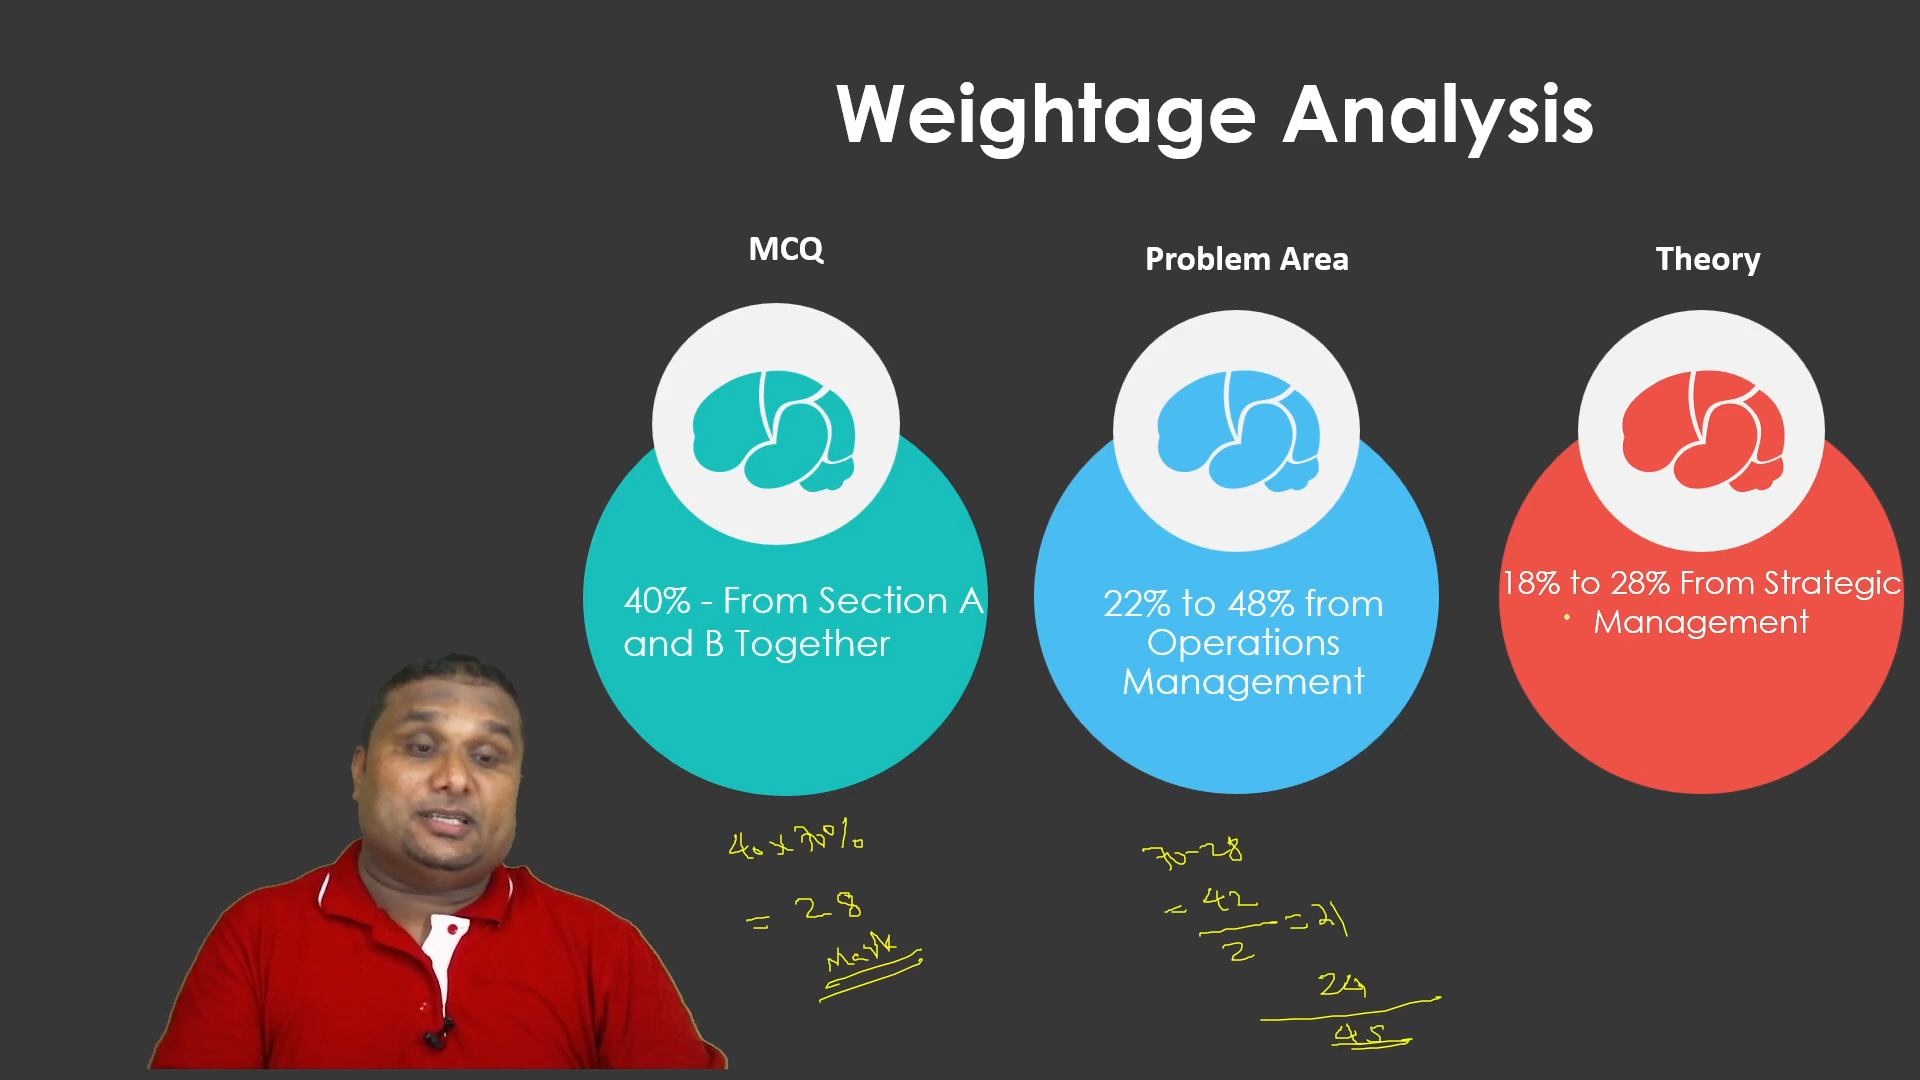 Weightage Analysis
MCQ
40% - From Section A
and B Together
40 x 70%
= 28
Mark
Problem Area
22% to 48% from
Operations
Management
70-28
= 42
2
= 21
24
45
Theory
18% to 28% From Strategic
• Management